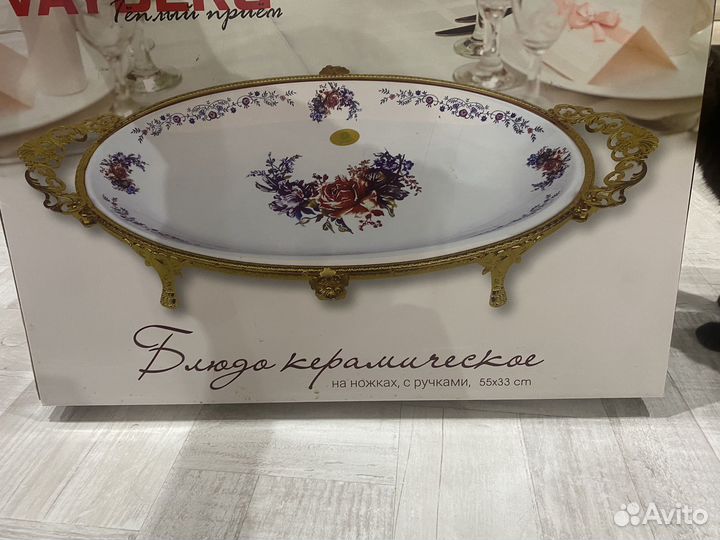 Тёплый приём
Блюдо керамическое
на ножках, с ручками, 55x33 cm
Avito